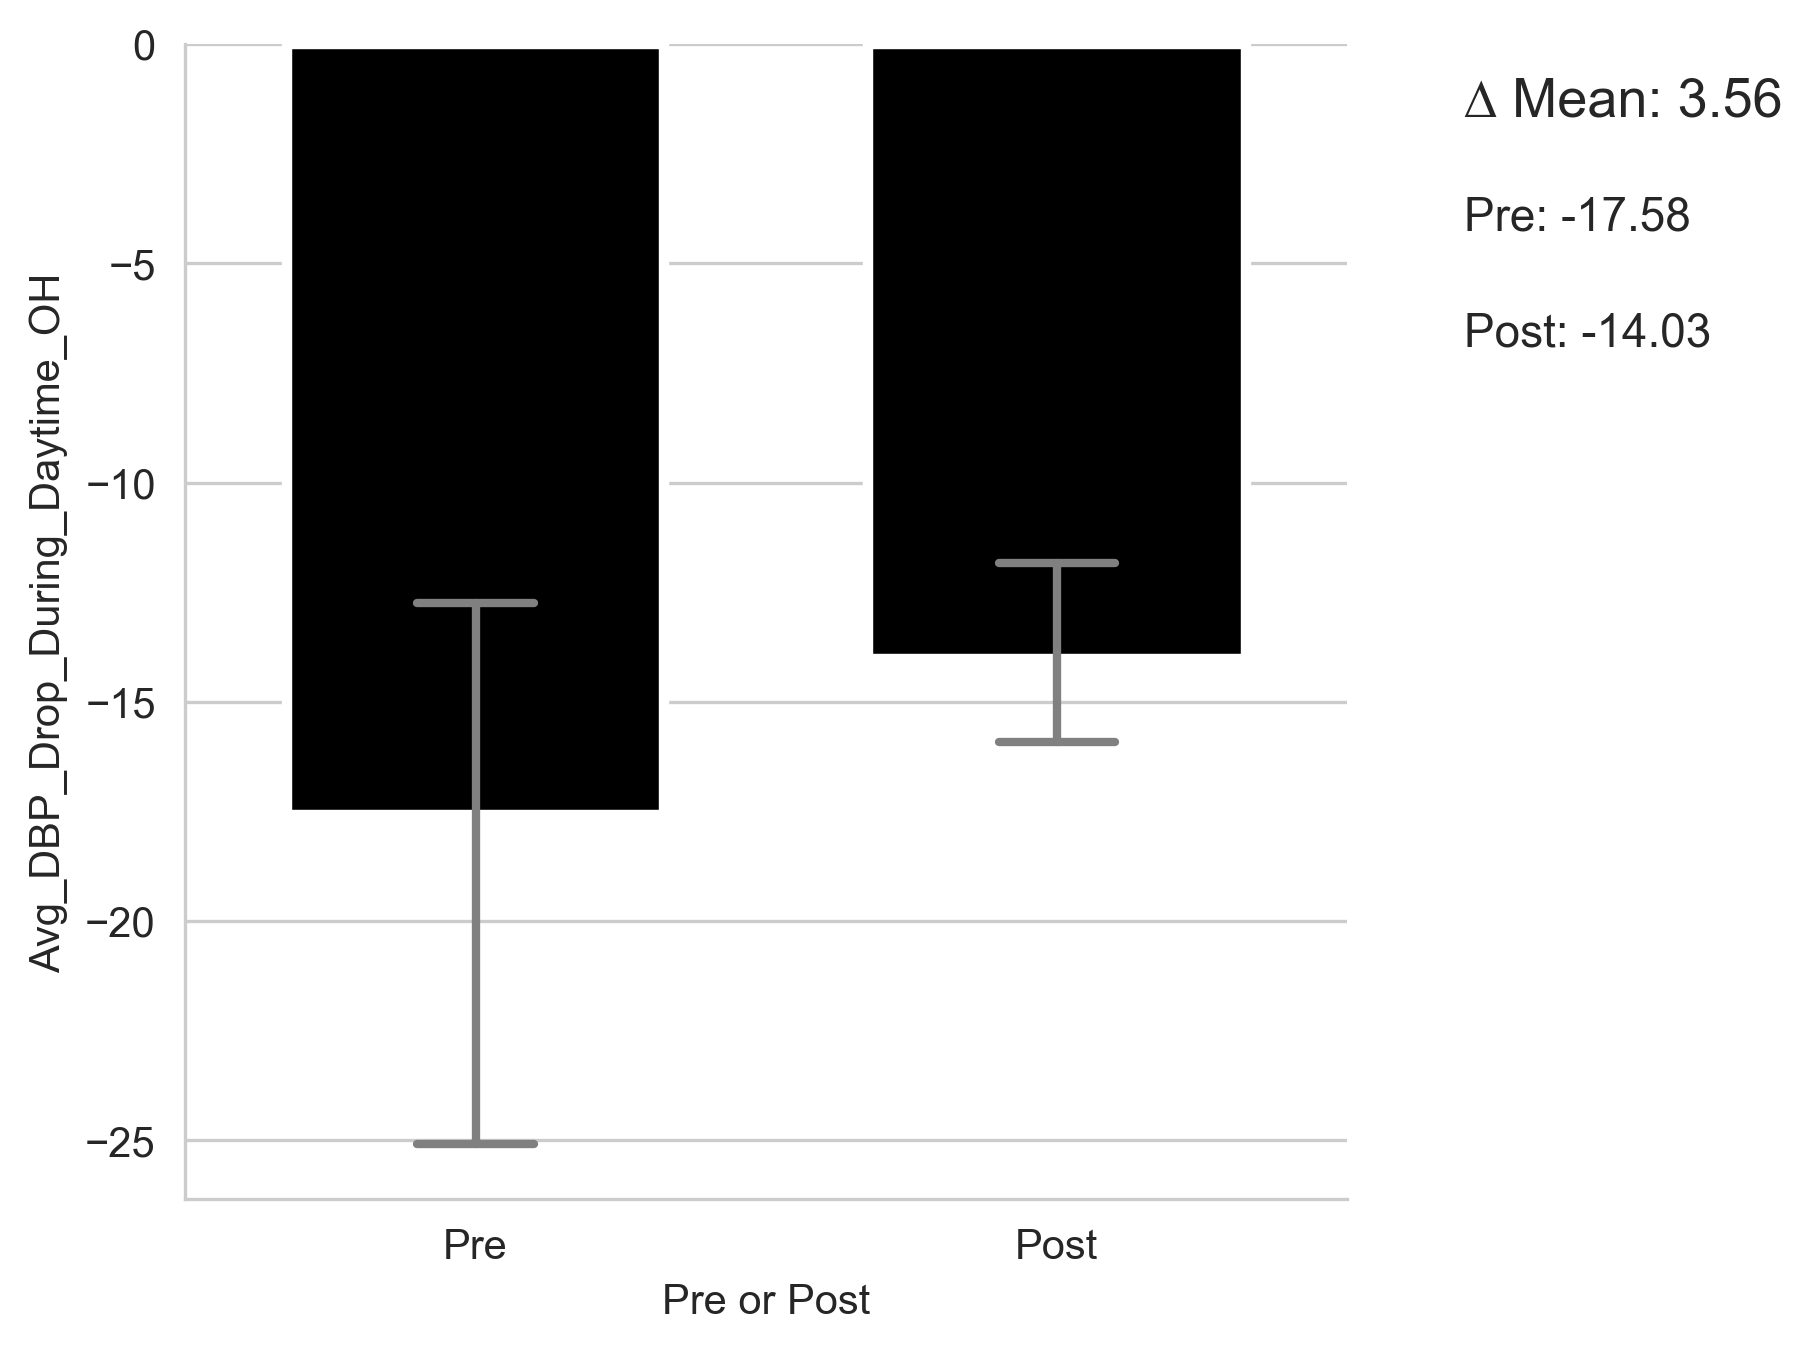 Avg_DBP_Drop_During_Daytime_OH
0
−5
−10
−15
−20
−25
Pre
Post
Pre or Post
Δ Mean: 3.56
Pre: -17.58
Post: -14.03